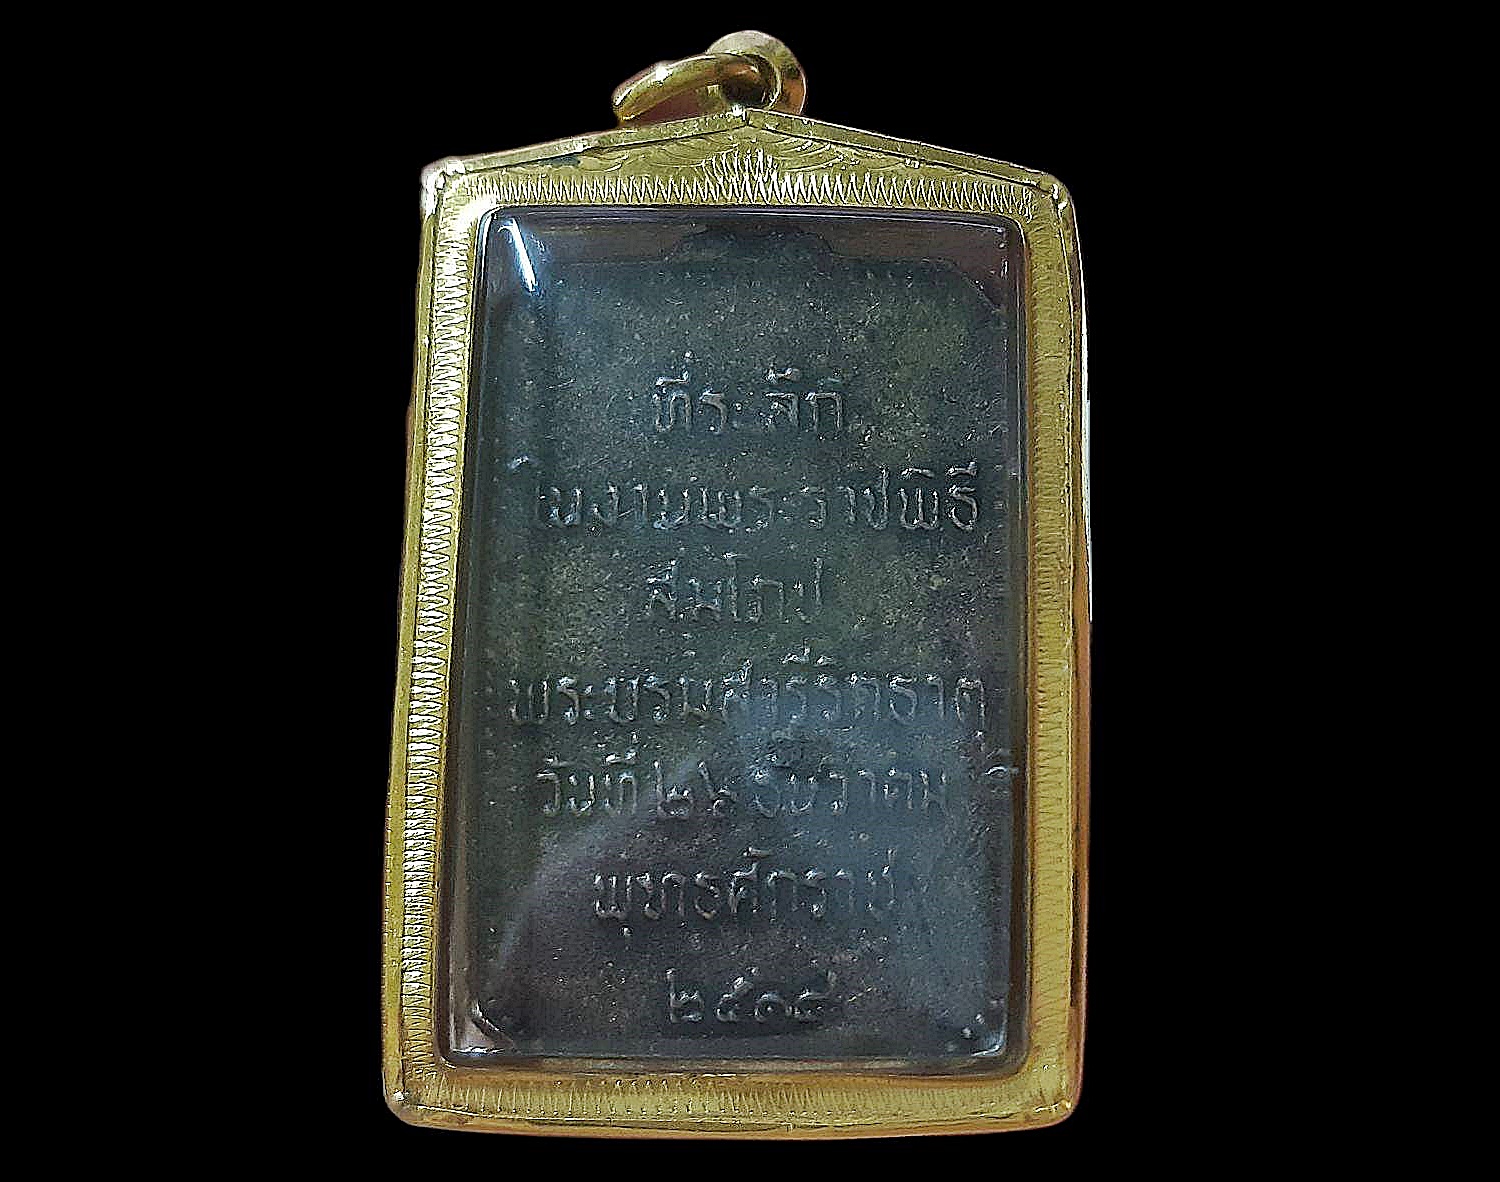 ที่ระลึก
ในงานพระราชพิธี
สมโภช
พระบรมสารีริกธาตุ
วันที่ ๒๖ ธันวาคม
พุทธศักราช
๒๕๑๘